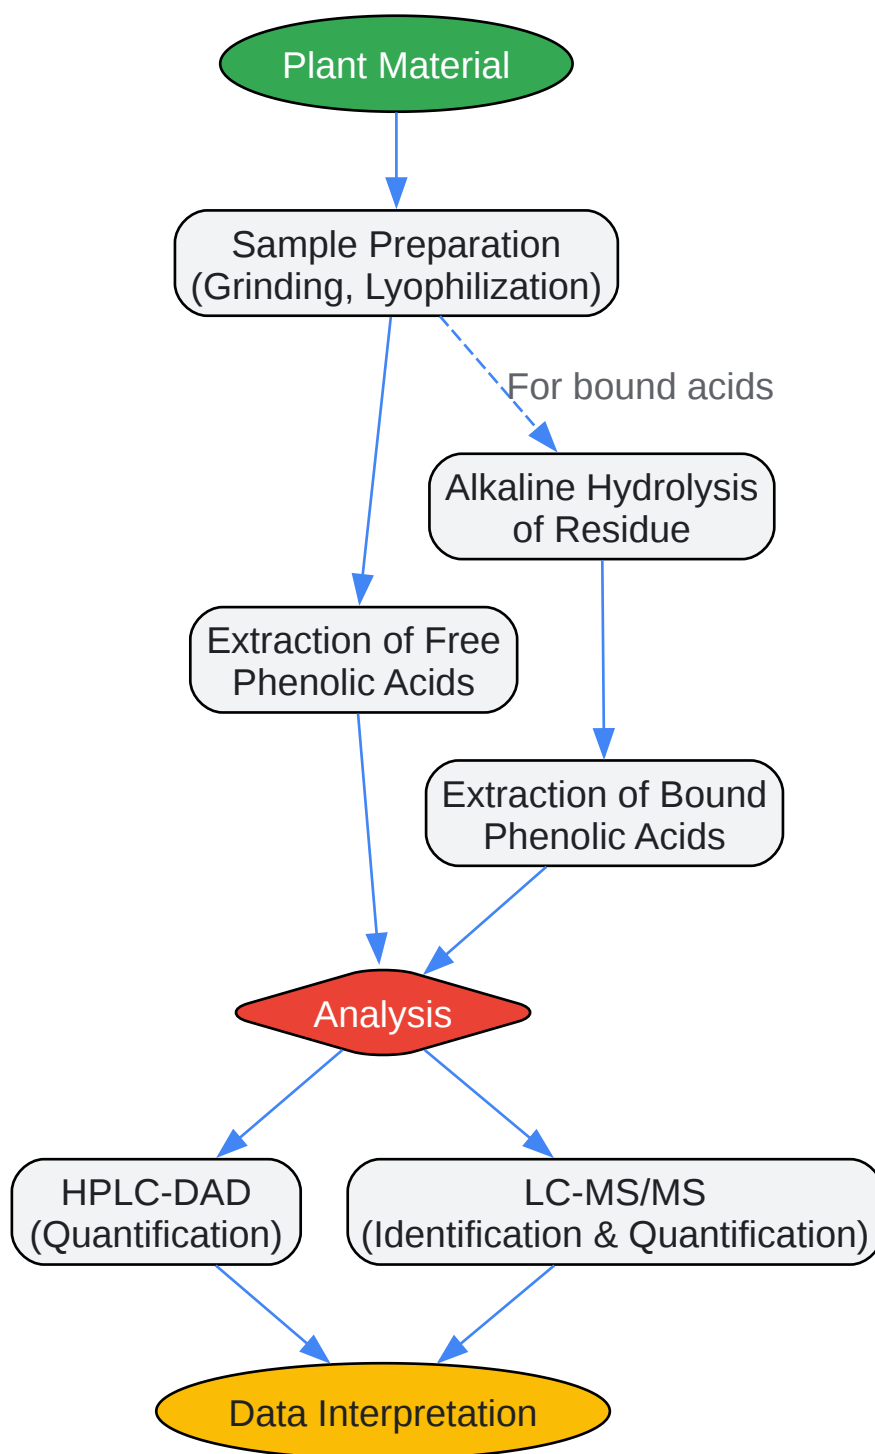 Plant Material
Sample Preparation
(Grinding, Lyophilization)
For bound acids
Alkaline Hydrolysis
of Residue
Extraction of Free
Phenolic Acids
Extraction of Bound
Phenolic Acids
Analysis
HPLC-DAD
(Quantification)
LC-MS/MS
(Identification & Quantification)
Data Interpretation